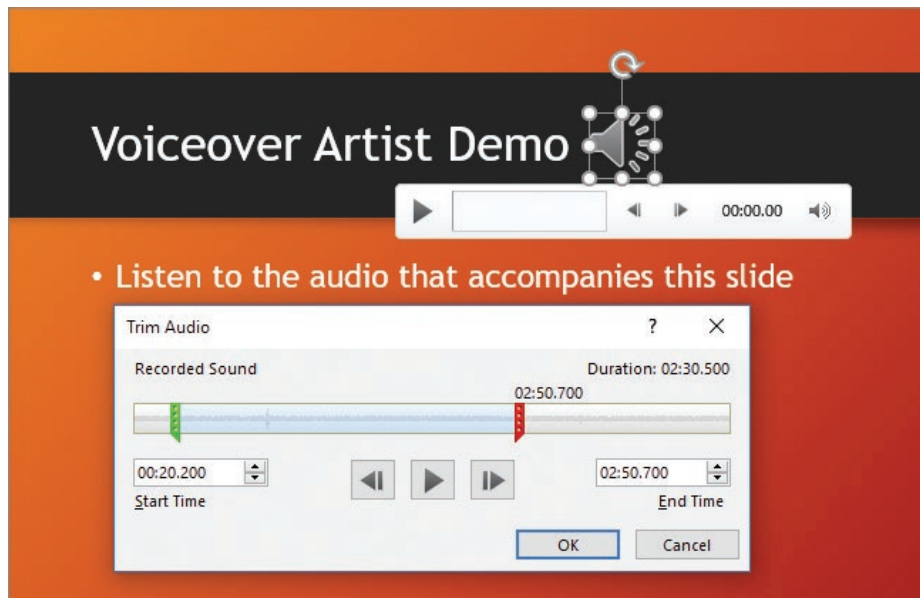 Voiceover Artist Demo
00:00.00
• Listen to the audio that accompanies this slide
Trim Audio ?
Recorded Sound Duration: 02:30.500
02:50.700
00:20.200 02:50.700
Start Time End Time
OK Cancel